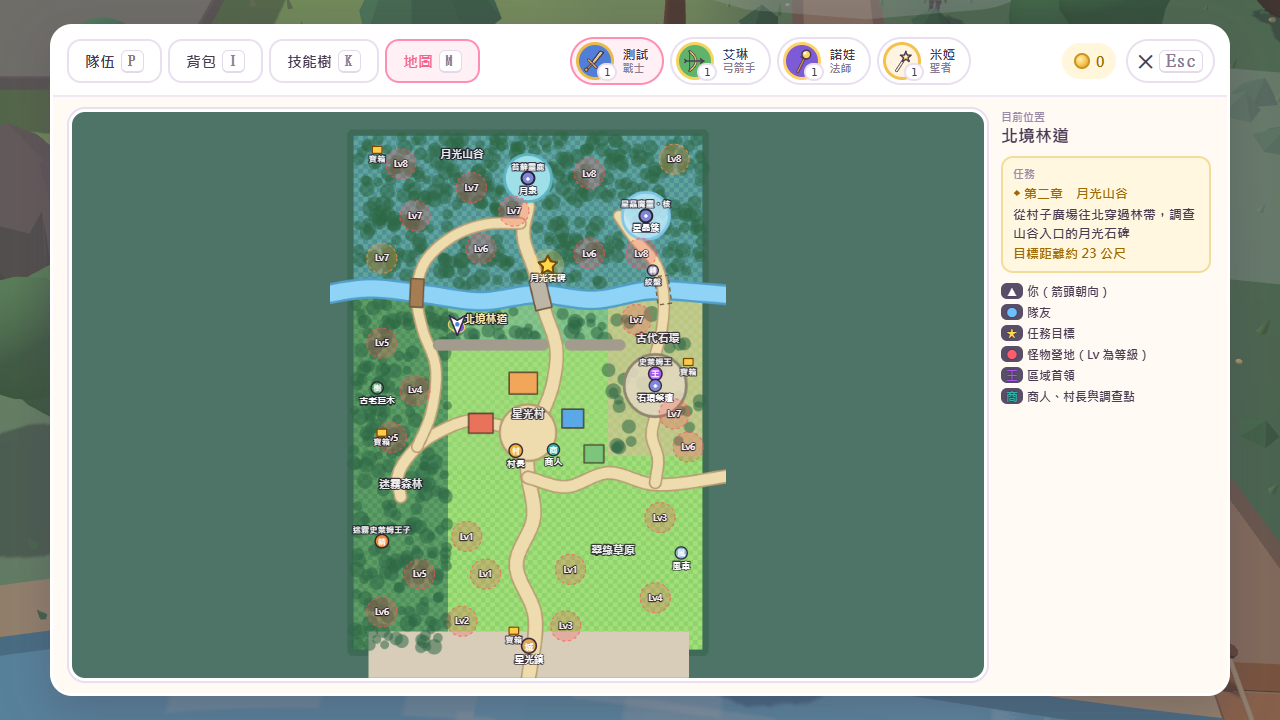 隊伍 P
背包 I
技能樹 K
地圖 M
測試
戰士
1
艾琳
弓箭手
1
諾娃
法師
1
米婭
聖者
1
0
Esc
目前位置
北境林道
任務
第二章 月光山谷
從村子廣場往北穿過林帶，調查
山谷入口的月光石碑
目標距離約 23 公尺
你（箭頭朝向）
隊友
任務目標
怪物營地（Lv 為等級）
王 區域首領
商 商人、村長與調查點
寶箱
Lv8
月光山谷
Lv7
月泉
Lv8
Lv8
Lv7
Lv7
星晶簇
Lv7
Lv6
Lv6
Lv8
月光石碑
北境林道
Lv7
古代石環
Lv5
史萊姆王
王
寶箱
石環祭壇
Lv4
古老巨木
Lv7
星光村
寶箱
Lv6
村長
商
商人
迷霧森林
Lv3
迷霧史萊姆王子
Lv1
翠綠草原
風車
Lv5
Lv1
Lv1
Lv4
Lv6
Lv2
Lv3
寶箱
星光鎮